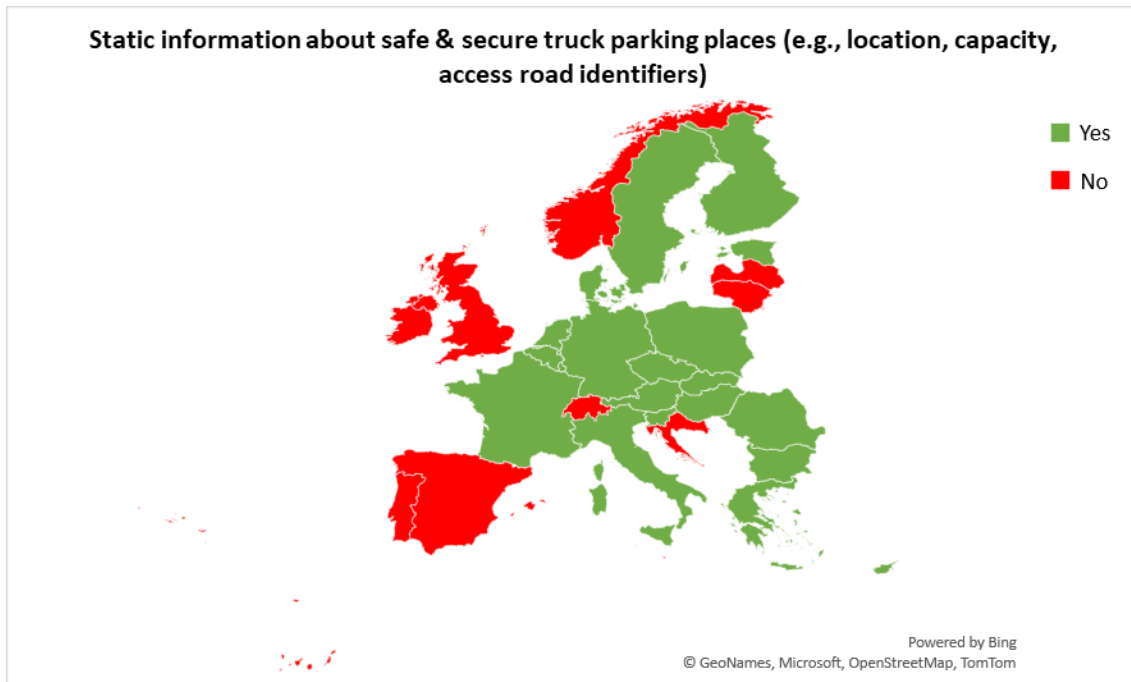 Static information about safe & secure truck parking places (e.g., location, capacity,
access road identifiers)
Yes
No
Powered by Bing
© GeoNames, Microsoft, OpenStreetMap, TomTom